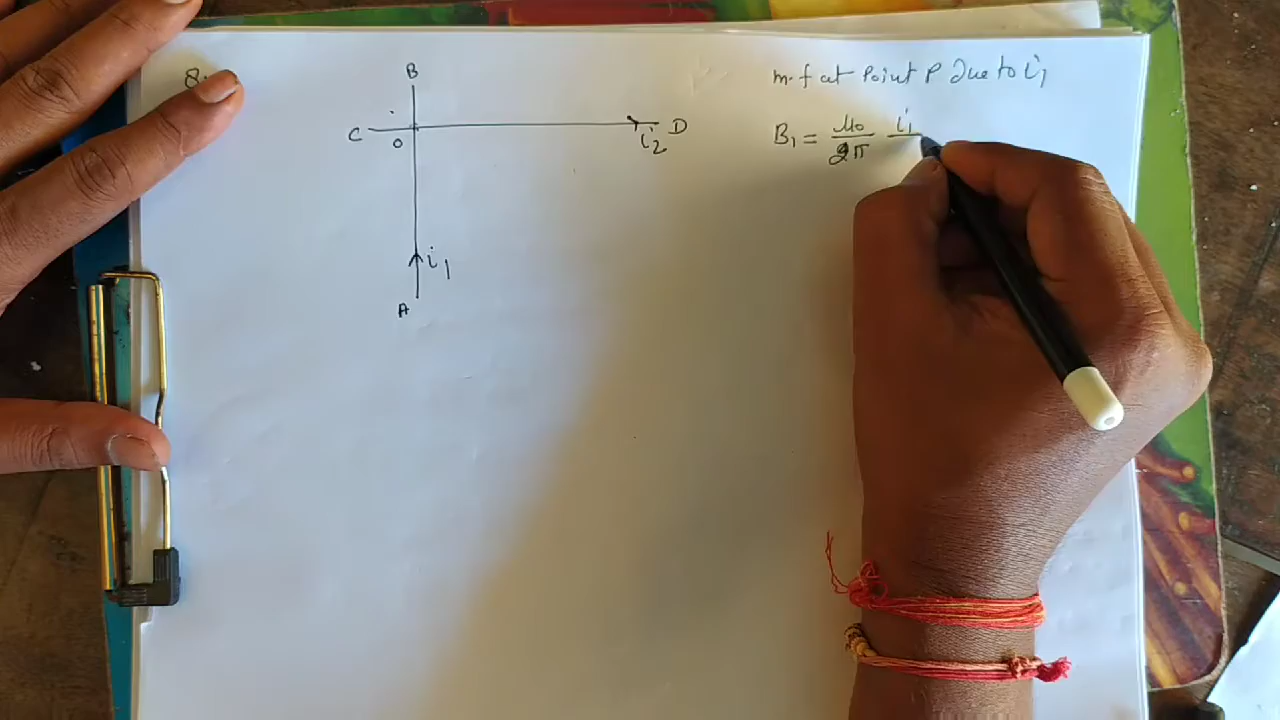 8.
B
C
O
i₂ D
i₁
A
m.f at Point P Due to i₁
B₁ = μ₀/2π i₁